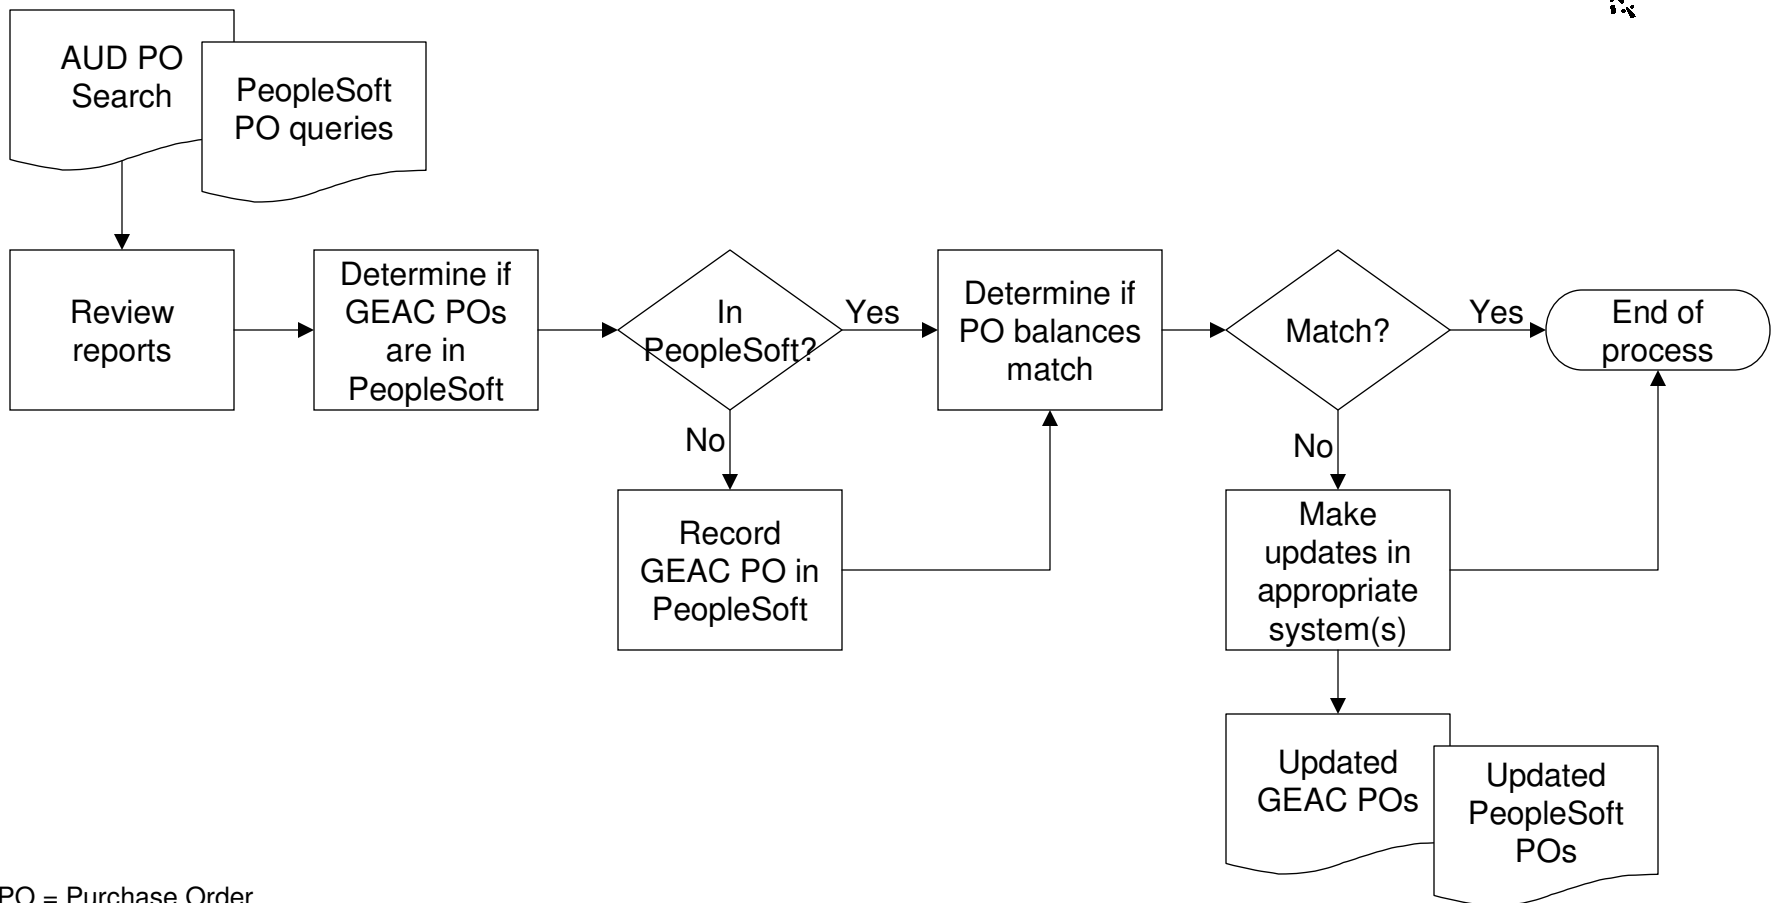 AUD PO
Search
PeopleSoft
PO queries
Review
reports
Determine if
GEAC POs
are in
PeopleSoft
In
PeopleSoft?
Yes
No
Record
GEAC PO in
PeopleSoft
Determine if
PO balances
match
Match?
Yes
No
End of
process
Make
updates in
appropriate
system(s)
Updated
GEAC POs
Updated
PeopleSoft
POs
PO = Purchase Order